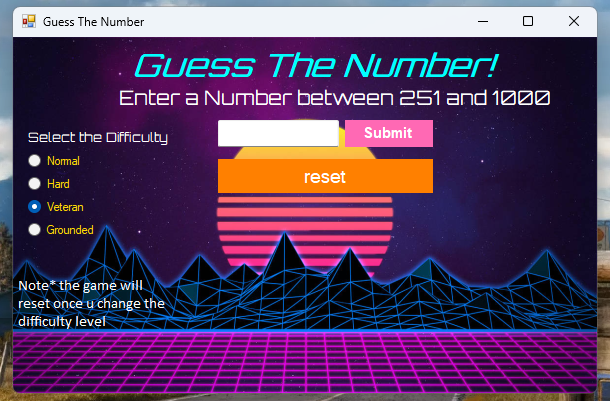 Guess The Number
Guess The Number!
Enter a Number between 251 and 1000
Select the Difficulty
Submit
Normal
reset
Hard
Veteran
Grounded
Note* the game will
reset once u change the
difficulty level